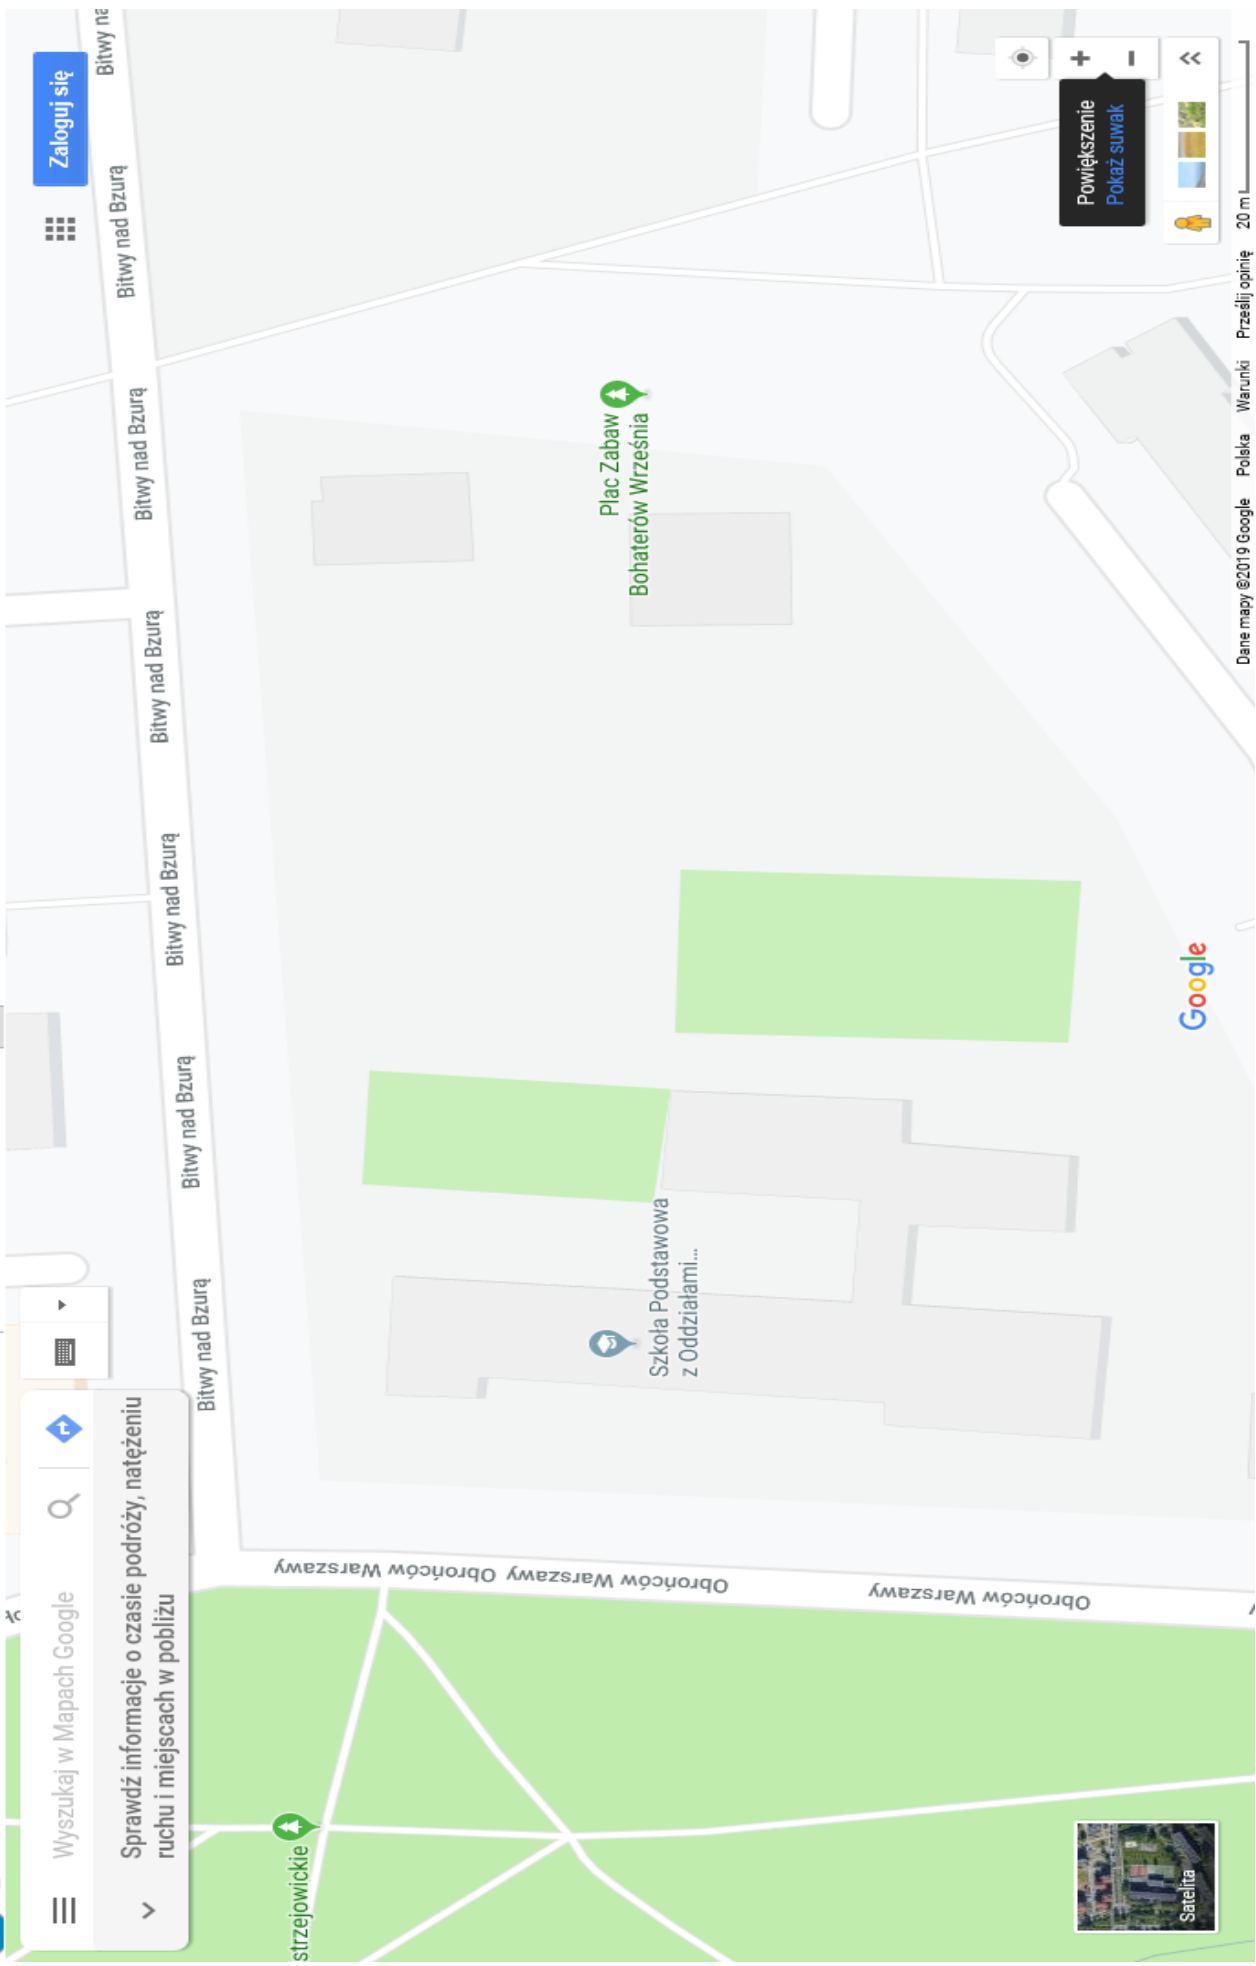 Wyszukaj w Mapach Google
Sprawdź informacje o czasie podróży, natężeniu
ruchu i miejscach w pobliżu
Zaloguj się
Bitwy nad Bzurą
Bitwy nad Bzurą
Bitwy nad Bzurą
Bitwy nad Bzurą
Bitwy nad Bzurą
Bitwy nad Bzurą
Bitwy na
strzejowickie
Obrońców Warszawy
Obrońców Warszawy
Obrońców Warszawy
Szkoła Podstawowa
z Oddziałami...
Plac Zabaw
Bohaterów Września
Powiększenie
Pokaż suwak
Satelita
Google
Dane mapy ©2019 Google Polska Warunki Prześlij opinię 20 m